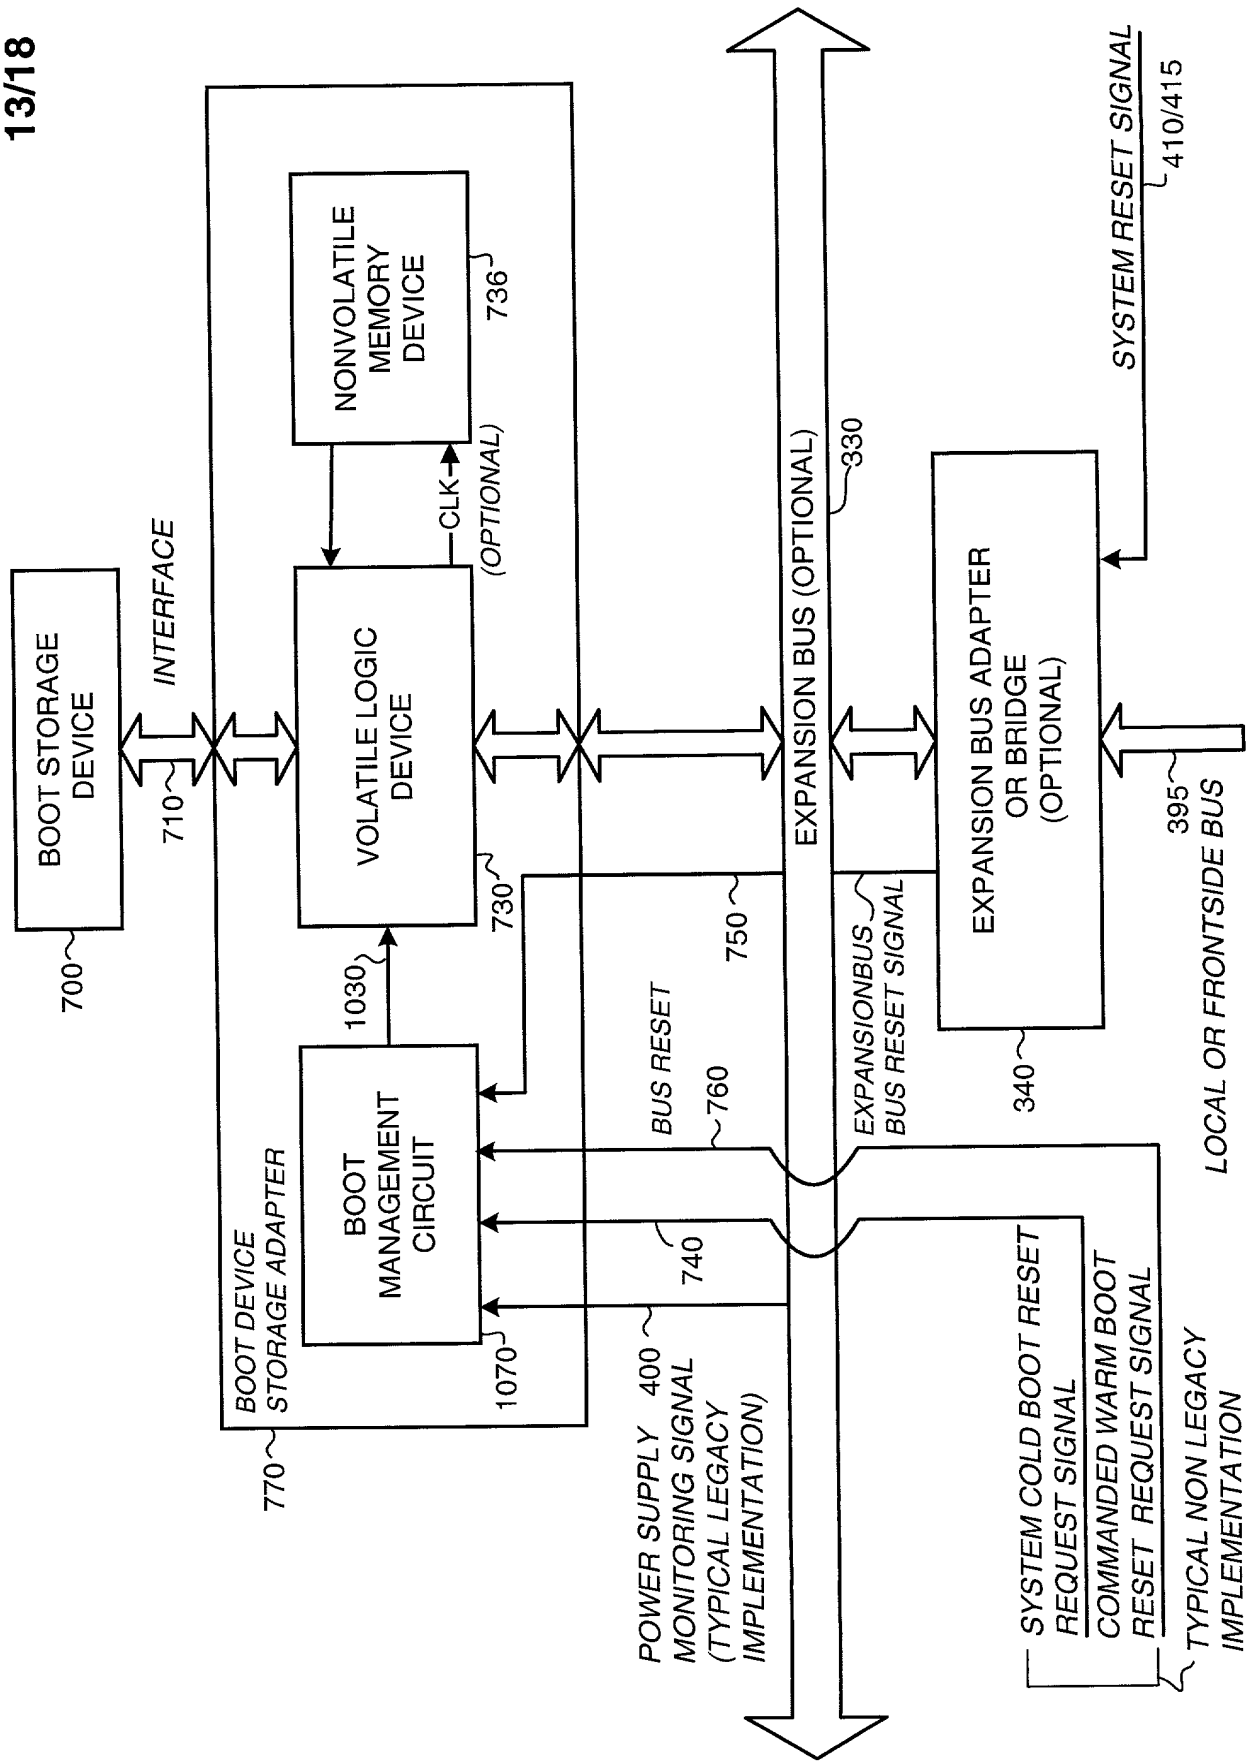 13/18
BOOT STORAGE
DEVICE
700
710
INTERFACE
BOOT DEVICE
STORAGE ADAPTER
770
BOOT
MANAGEMENT
CIRCUIT
1070
1030
VOLATILE LOGIC
DEVICE
730
NONVOLATILE
MEMORY
DEVICE
736
CLK
(OPTIONAL)
POWER SUPPLY 400
MONITORING SIGNAL
(TYPICAL LEGACY
IMPLEMENTATION)
740
BUS RESET
760
750
EXPANSION BUS (OPTIONAL)
330
EXPANSIONBUS
BUS RESET SIGNAL
EXPANSION BUS ADAPTER
OR BRIDGE
(OPTIONAL)
340
SYSTEM RESET SIGNAL
410/415
395
LOCAL OR FRONTSIDE BUS
SYSTEM COLD BOOT RESET
REQUEST SIGNAL
COMMANDED WARM BOOT
RESET REQUEST SIGNAL
TYPICAL NON LEGACY
IMPLEMENTATION